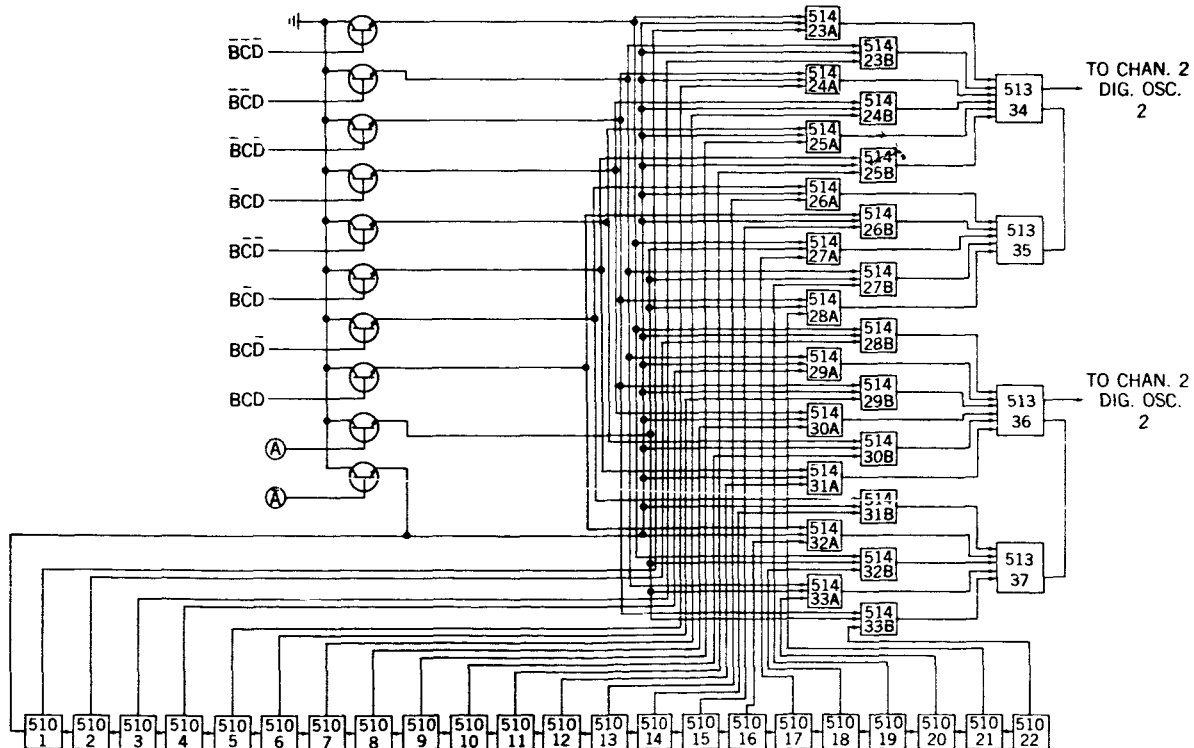 B̄C̄D̄
B̄C̄D
B̄CD̄
B̄CD
BC̄D̄
BC̄D
BCD̄
BCD
A
Ā
514
23A
514
23B
514
24A
514
24B
514
25A
514
25B
514
26A
514
26B
514
27A
514
27B
514
28A
514
28B
514
29A
514
29B
514
30A
514
30B
514
31A
514
31B
514
32A
514
32B
514
33A
514
33B
513
34
513
35
513
36
513
37
TO CHAN. 2
DIG. OSC.
2
TO CHAN. 2
DIG. OSC.
2
510
1
510
2
510
3
510
4
510
5
510
6
510
7
510
8
510
9
510
10
510
11
510
12
510
13
510
14
510
15
510
16
510
17
510
18
510
19
510
20
510
21
510
22